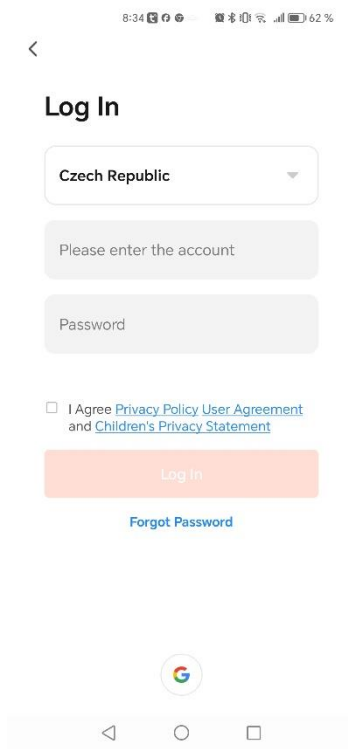 8:34 62 %
Log In
Czech Republic
Please enter the account
Password
I Agree Privacy Policy User Agreement
and Children's Privacy Statement
Log In
Forgot Password